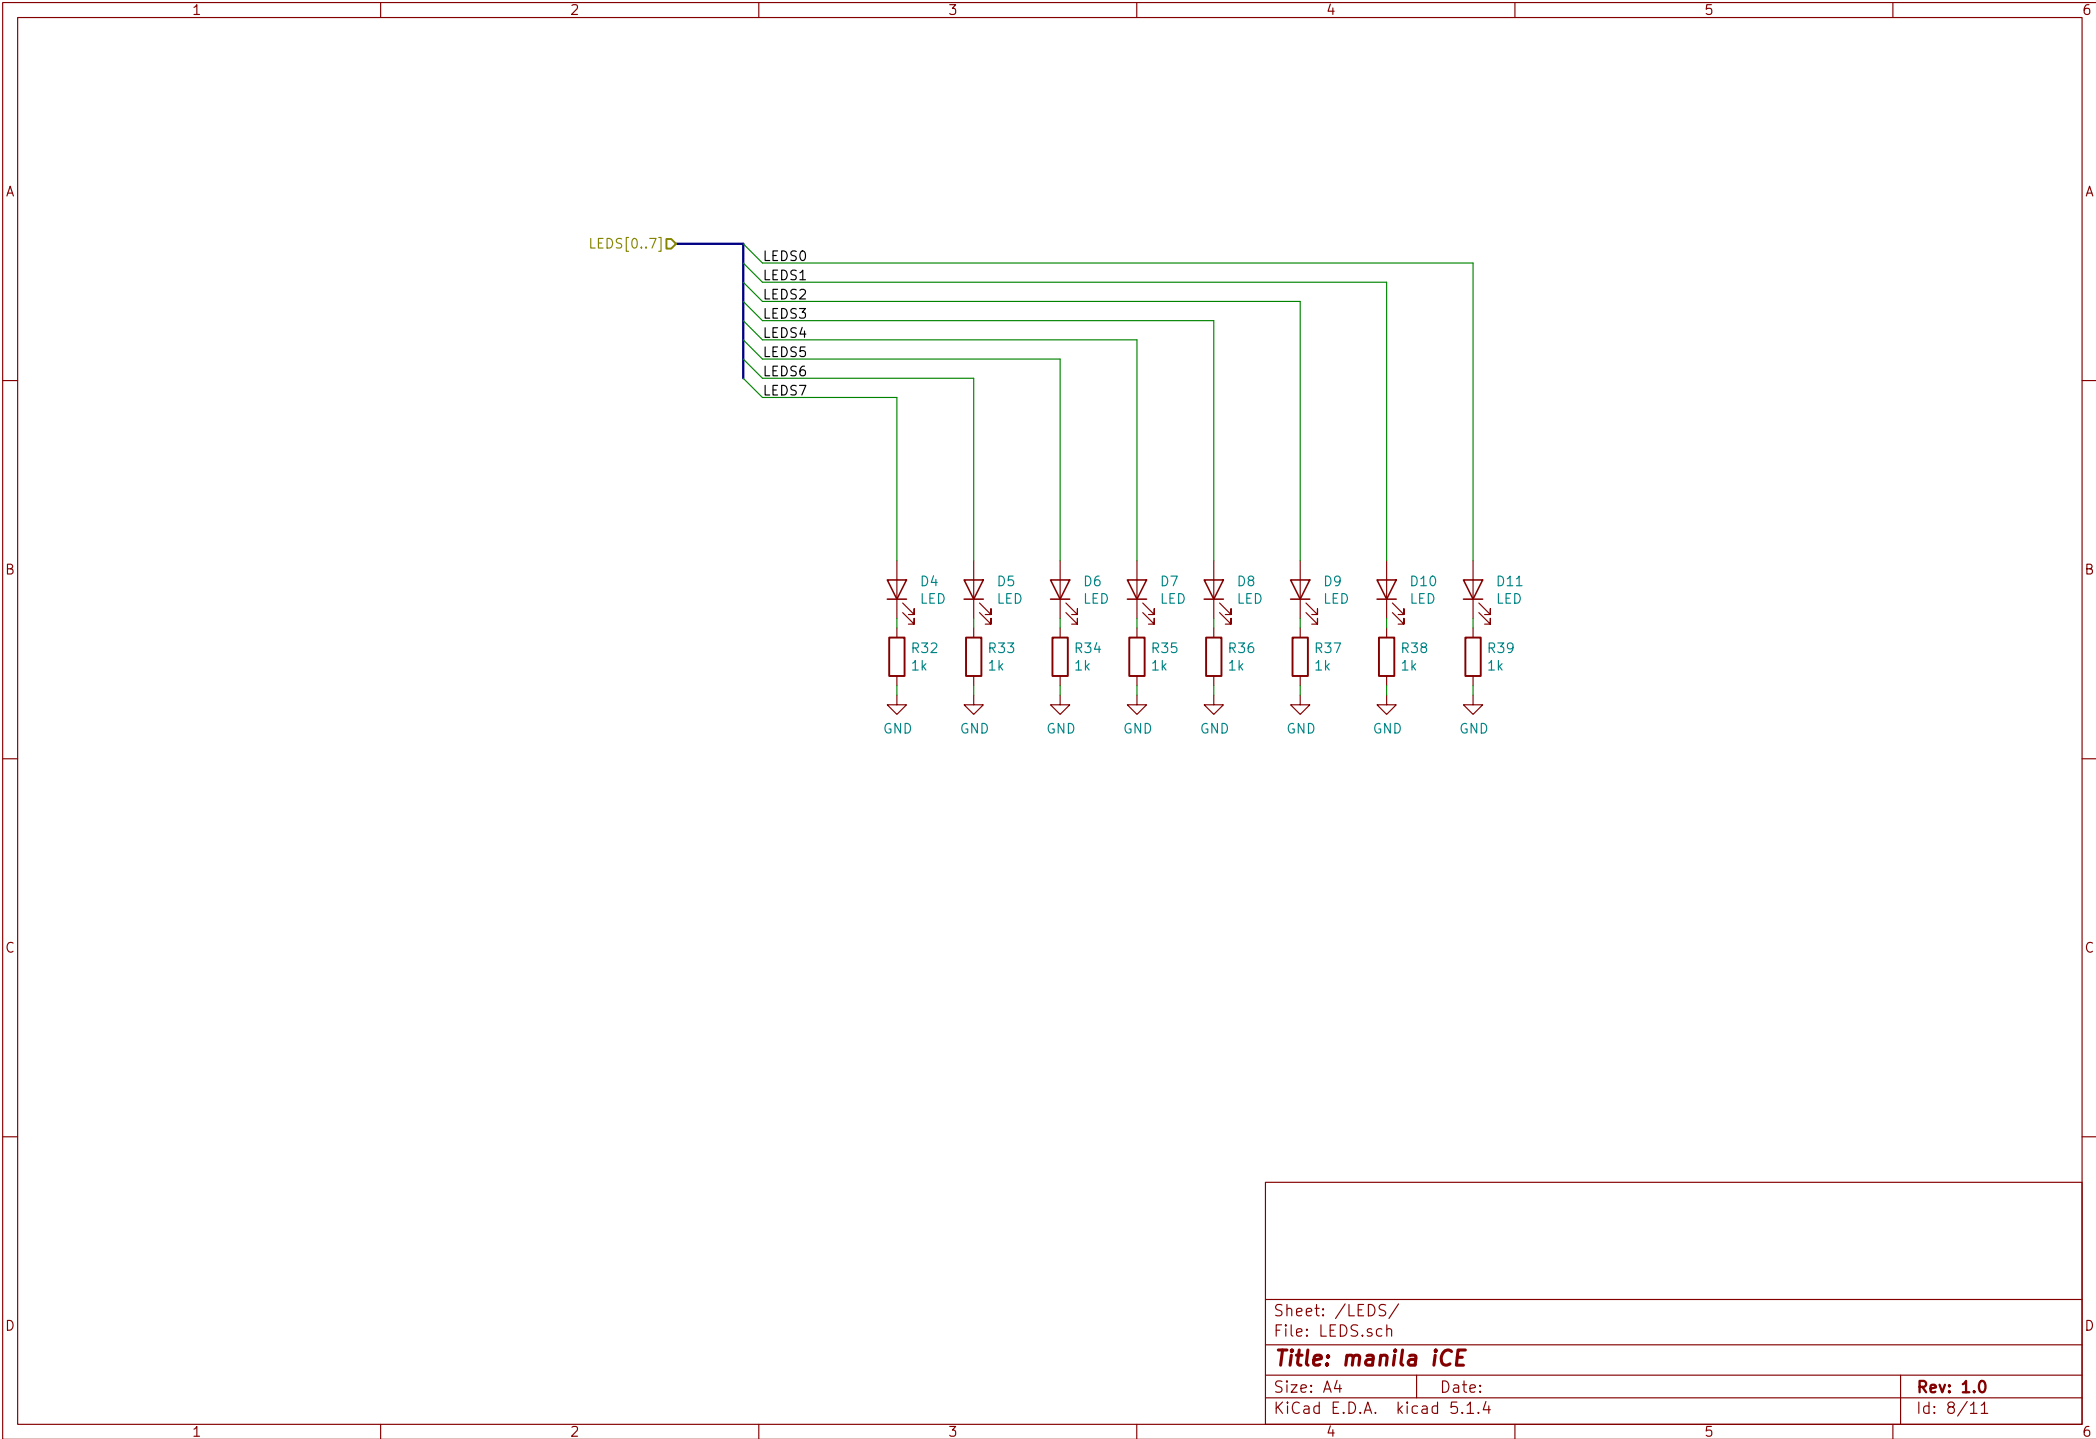 1 2 3 4 5 6
A A
LEDS[0..7]
LEDS0
LEDS1
LEDS2
LEDS3
LEDS4
LEDS5
LEDS6
LEDS7
B B
D4 D5 D6 D7 D8 D9 D10 D11
LED LED LED LED LED LED LED LED
R32 R33 R34 R35 R36 R37 R38 R39
1k 1k 1k 1k 1k 1k 1k 1k
GND GND GND GND GND GND GND GND
C C
Sheet: /LEDS/
D D
File: LEDS.sch
Title: manila iCE
Size: A4 Date: Rev: 1.0
KiCad E.D.A. kicad 5.1.4 Id: 8/11
1 2 3 4 5 6